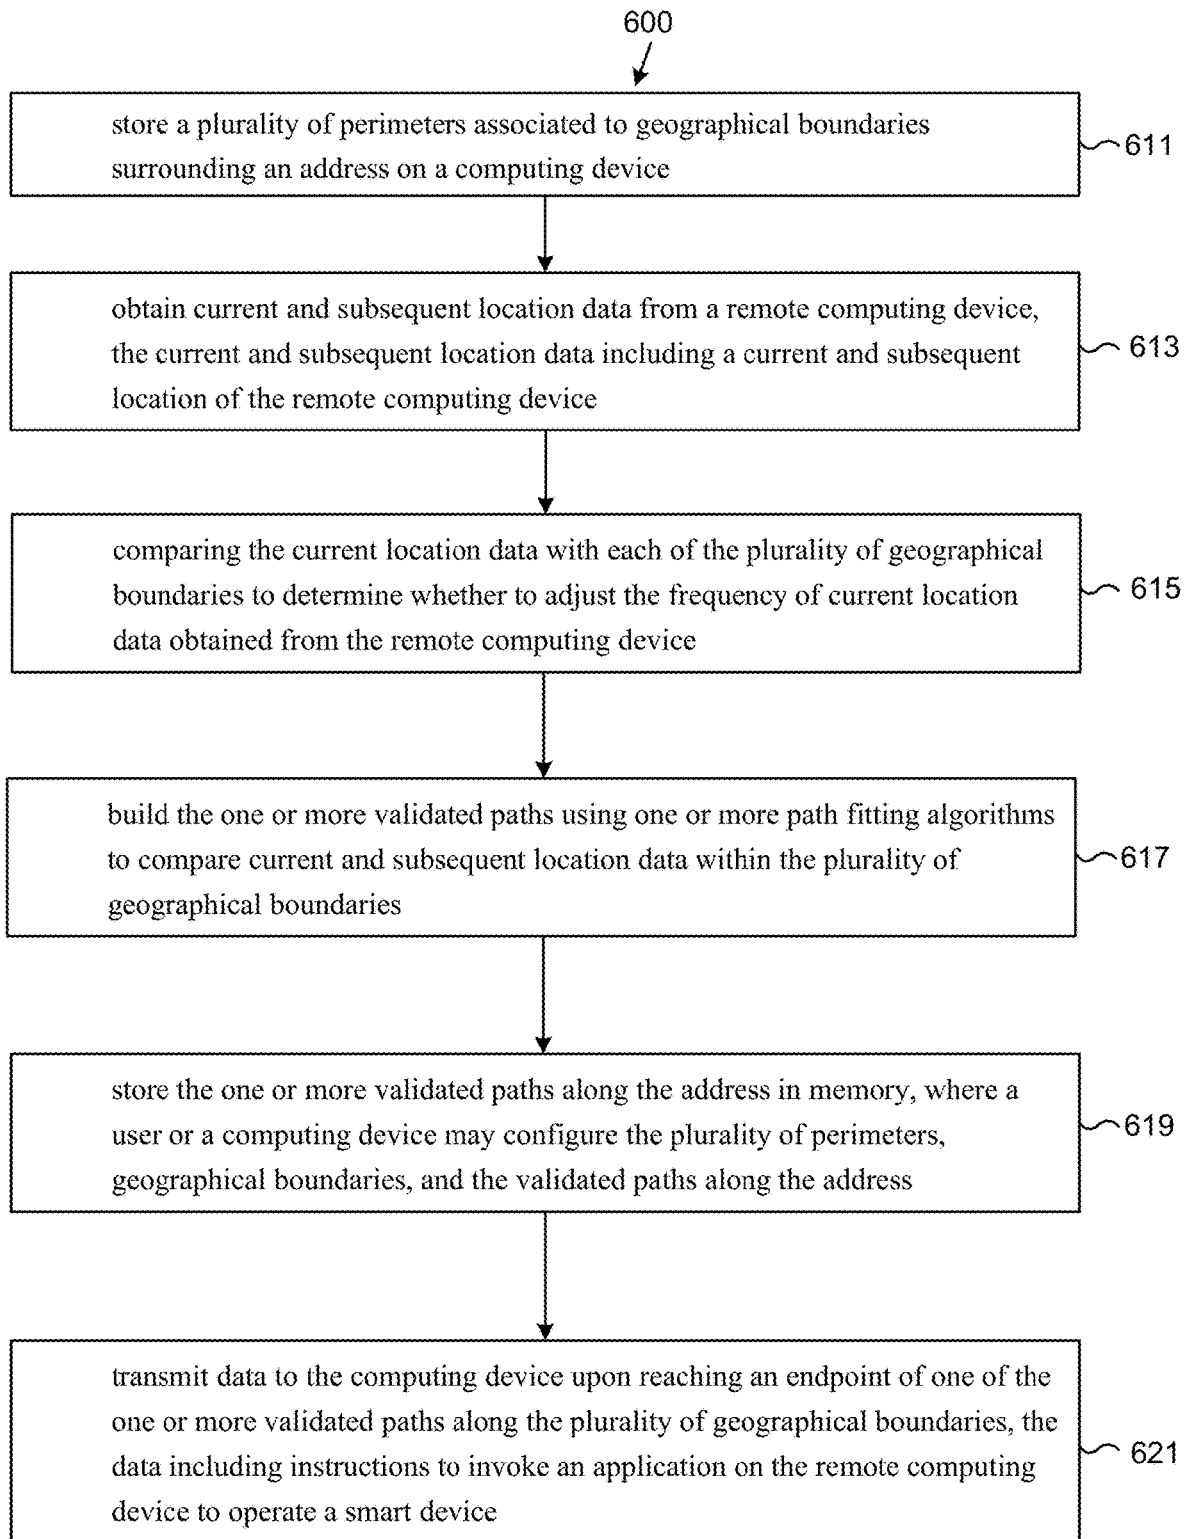 600
store a plurality of perimeters associated to geographical boundaries
surrounding an address on a computing device
611
obtain current and subsequent location data from a remote computing device,
the current and subsequent location data including a current and subsequent
location of the remote computing device
613
comparing the current location data with each of the plurality of geographical
boundaries to determine whether to adjust the frequency of current location
data obtained from the remote computing device
615
build the one or more validated paths using one or more path fitting algorithms
to compare current and subsequent location data within the plurality of
geographical boundaries
617
store the one or more validated paths along the address in memory, where a
user or a computing device may configure the plurality of perimeters,
geographical boundaries, and the validated paths along the address
619
transmit data to the computing device upon reaching an endpoint of one of the
one or more validated paths along the plurality of geographical boundaries, the
data including instructions to invoke an application on the remote computing
device to operate a smart device
621